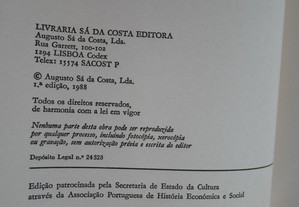 LIVRARIA SÁ DA COSTA EDITORA
Augusto Sá da Costa, Lda.
Rua Garrett, 100-102
1294 LISBOA Codex
Telex: 15574 SACOST P
© Augusto Sá da Costa, Lda.
1.ª edição, 1988
Todos os direitos reservados,
de harmonia com a lei em vigor
Nenhuma parte desta obra pode ser reproduzida
por qualquer processo, incluindo fotocópia, xerocópia
ou gravação, sem autorização prévia e escrita do editor
Depósito Legal n.º 24 523
Edição patrocinada pela Secretaria de Estado da Cultura
através da Associação Portuguesa de História Económica e Social